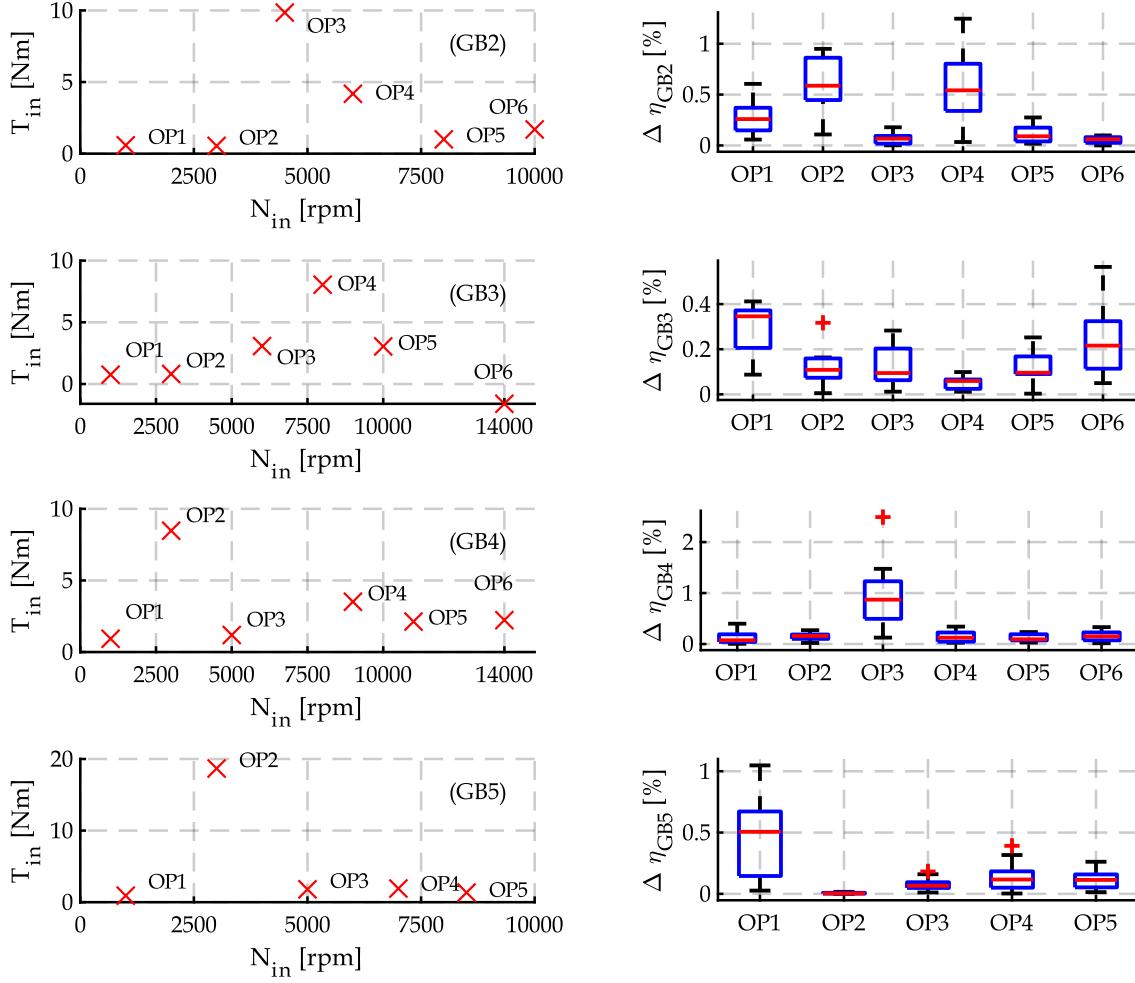 T_in [Nm]
10
5
0
OP1
OP2
OP3
OP4
OP5
OP6
(GB2)
0
2500
5000
7500
10000
N_in [rpm]
Δ η_GB2 [%]
1
0.5
0
OP1 OP2 OP3 OP4 OP5 OP6
T_in [Nm]
10
5
0
OP1
OP2
OP3
OP4
OP5
OP6
(GB3)
0 2500 5000 7500 10000 14000
N_in [rpm]
Δ η_GB3 [%]
0.4
0.2
0
OP1 OP2 OP3 OP4 OP5 OP6
T_in [Nm]
10
5
0
OP1
OP2
OP3
OP4
OP5
OP6
(GB4)
0 2500 5000 7500 10000 14000
N_in [rpm]
Δ η_GB4 [%]
2
1
0
OP1 OP2 OP3 OP4 OP5 OP6
T_in [Nm]
20
10
0
OP1
OP2
OP3
OP4
OP5
(GB5)
0 2500 5000 7500 10000
N_in [rpm]
Δ η_GB5 [%]
1
0.5
0
OP1 OP2 OP3 OP4 OP5